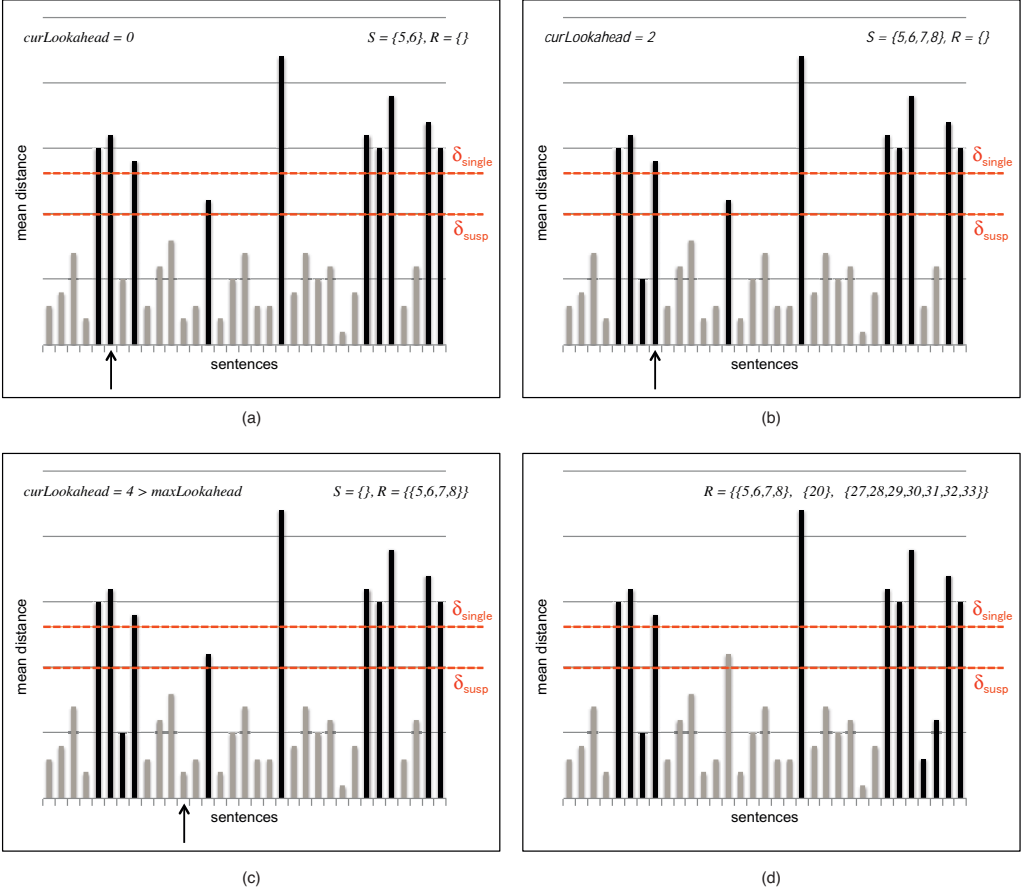 curLookahead = 0
S = {5,6}, R = {}
mean distance
δsingle
δsusp
sentences
(a)
curLookahead = 2
S = {5,6,7,8}, R = {}
mean distance
δsingle
δsusp
sentences
(b)
curLookahead = 4 > maxLookahead
S = {}, R = {{5,6,7,8}}
mean distance
δsingle
δsusp
sentences
(c)
R = {{5,6,7,8}, {20}, {27,28,29,30,31,32,33}}
mean distance
δsingle
δsusp
sentences
(d)